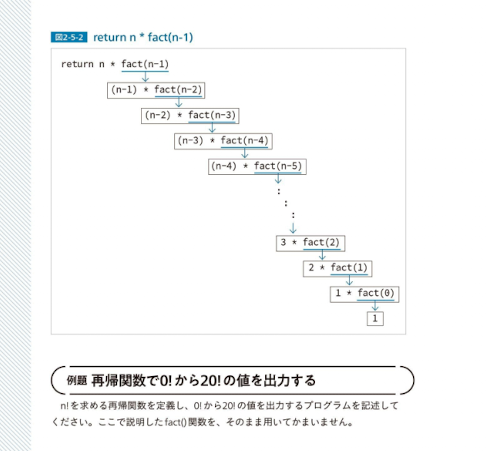 図2-5-2 return n * fact(n-1)
return n * fact(n-1)
(n-1) * fact(n-2)
(n-2) * fact(n-3)
(n-3) * fact(n-4)
(n-4) * fact(n-5)
:
:
:
3 * fact(2)
2 * fact(1)
1 * fact(0)
1
例題 再帰関数で0!から20!の値を出力する
n!を求める再帰関数を定義し、0!から20!の値を出力するプログラムを記述して
ください。ここで説明したfact()関数を、そのまま用いてかまいません。